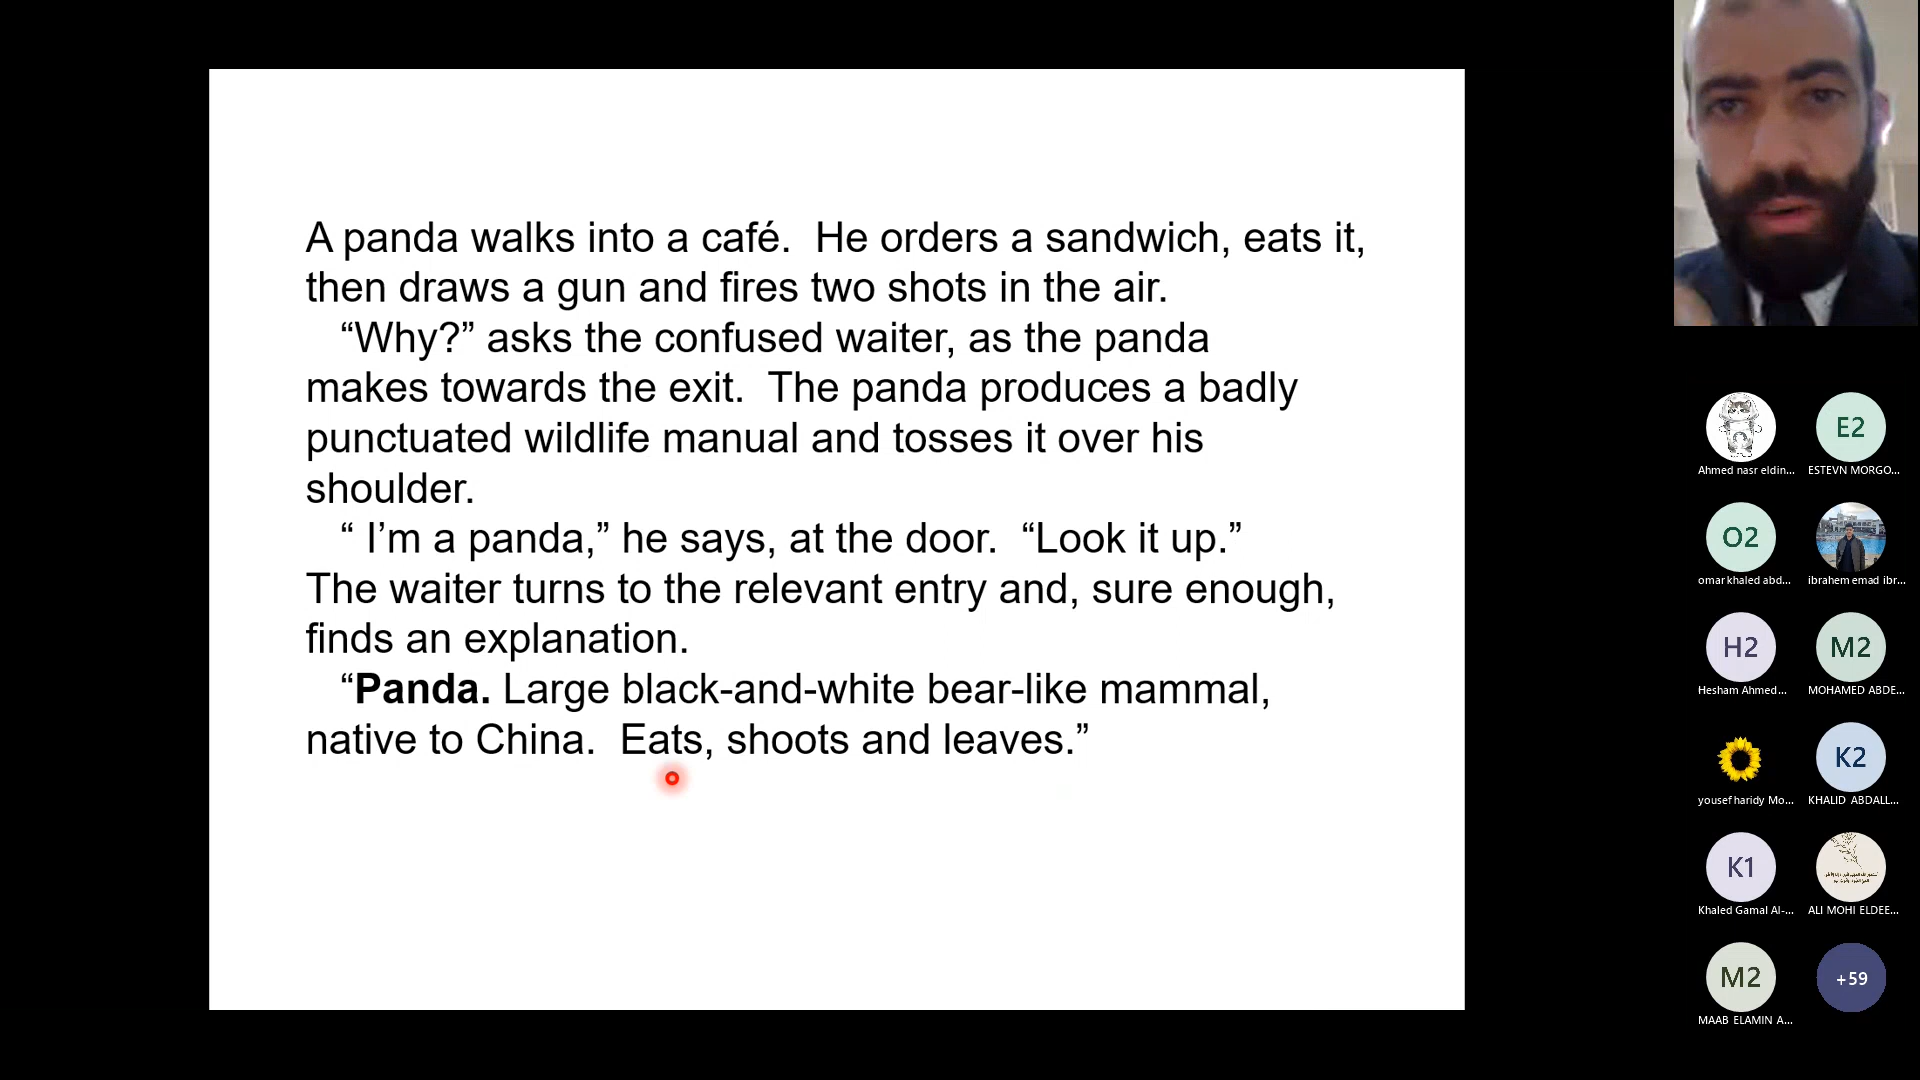 A panda walks into a café.  He orders a sandwich, eats it,
then draws a gun and fires two shots in the air.
“Why?” asks the confused waiter, as the panda
makes towards the exit.  The panda produces a badly
punctuated wildlife manual and tosses it over his
shoulder.
“ I’m a panda,” he says, at the door.  “Look it up.”
The waiter turns to the relevant entry and, sure enough,
finds an explanation.
“Panda. Large black-and-white bear-like mammal,
native to China.  Eats, shoots and leaves.”
E2
Ahmed nasr eldin...
ESTEVN MORGO...
O2
omar khaled abd...
ibrahem emad ibr...
H2
M2
Hesham Ahmed...
MOHAMED ABDE...
K2
yousef haridy Mo...
KHALID ABDALL...
K1
Khaled Gamal Al-...
ALI MOHI ELDEE...
M2
+59
MAAB ELAMIN A...